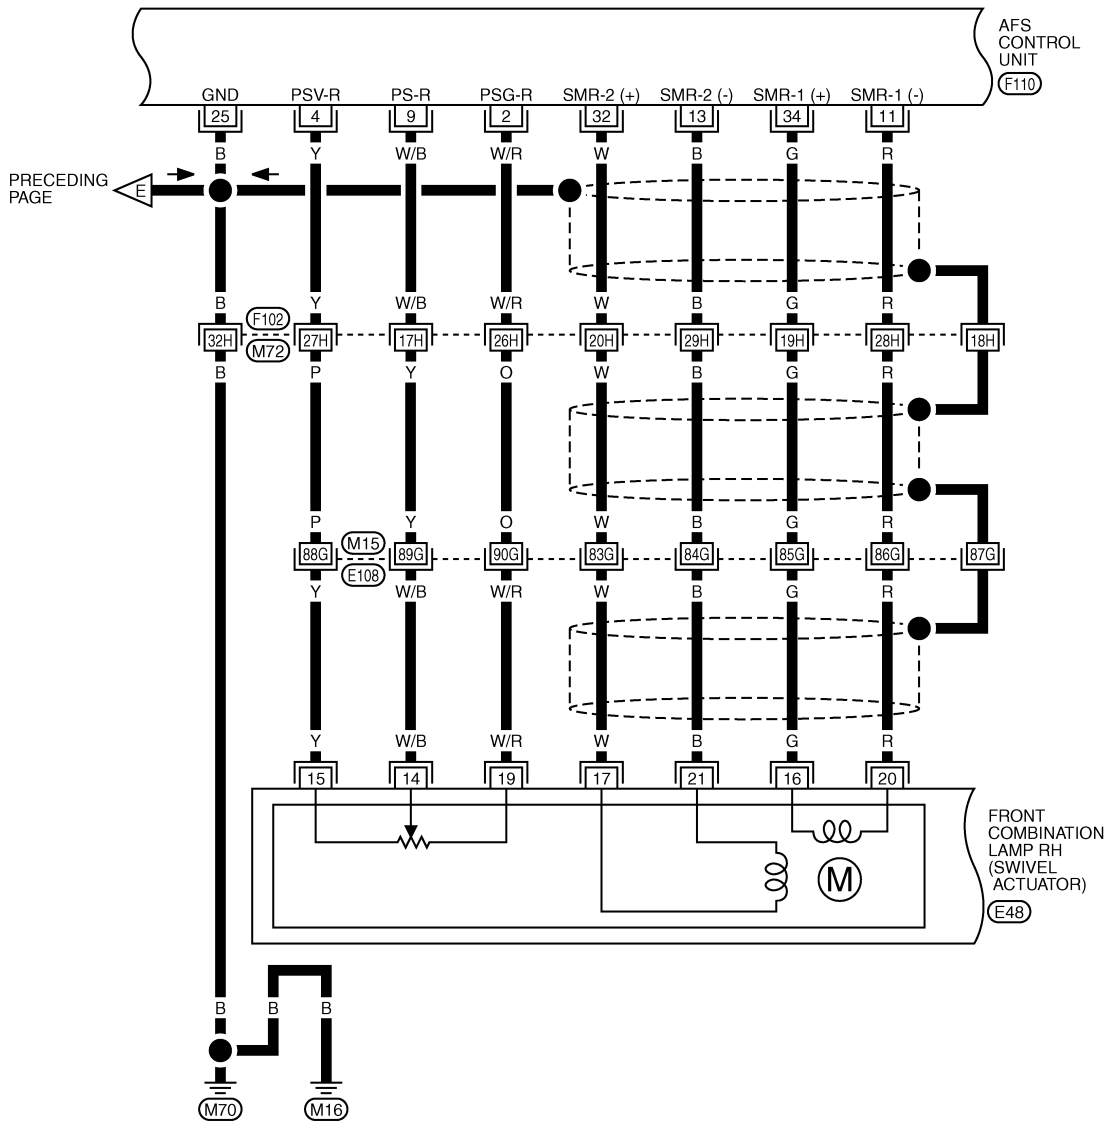 AFS
CONTROL
UNIT
F110
GND PSV-R PS-R PSG-R SMR-2 (+) SMR-2 (-) SMR-1 (+) SMR-1 (-)
25 4 9 2 32 13 34 11
B Y W/B W/R W B G R
PRECEDING
PAGE
E
B Y W/B W/R W B G R
F102
32H 27H 17H 26H 20H 29H 19H 28H 18H
M72
B P Y O W B G R
P Y O W B G R
M15
88G 89G 90G 83G 84G 85G 86G 87G
E108
Y W/B W/R W B G R
Y W/B W/R W B G R
15 14 19 17 21 16 20
FRONT
COMBINATION
LAMP RH
(SWIVEL
ACTUATOR)
M
E48
B B B
M70 M16